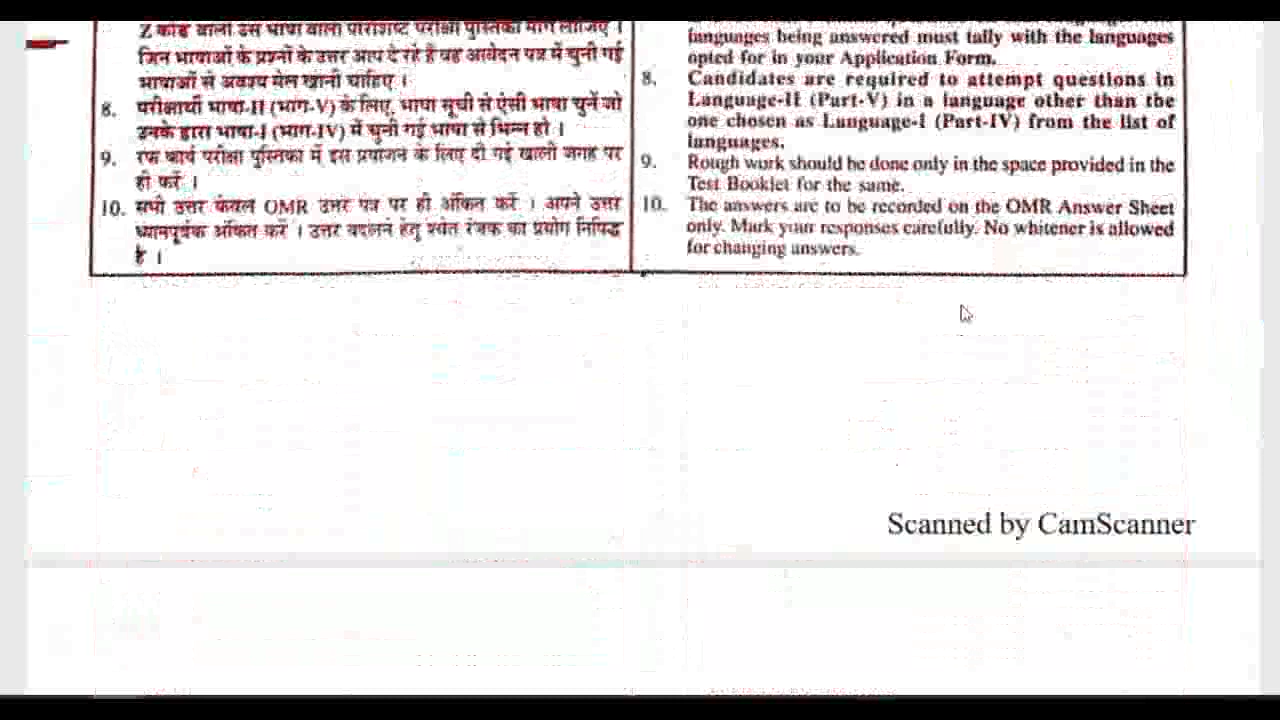 Z कोड वाली उस भाषा वाली परिशिष्ट परीक्षा पुस्तिका माँग लीजिए ।
जिन भाषाओं के प्रश्नों के उत्तर आप दे रहे हैं वह आवेदन पत्र में चुनी गई
भाषाओं से अवश्य मेल खानी चाहिए ।
8. परीक्षार्थी भाषा-II (भाग-V) के लिए, भाषा सूची से ऐसी भाषा चुनें जो
उनके द्वारा भाषा-I (भाग-IV) में चुनी गई भाषा से भिन्न हो ।
9. रफ कार्य परीक्षा पुस्तिका में इस प्रयोजन के लिए दी गई खाली जगह पर
ही करें ।
10. सभी उत्तर केवल OMR उत्तर पत्र पर ही अंकित करें । अपने उत्तर
ध्यानपूर्वक अंकित करें । उत्तर बदलने हेतु श्वेत रंजक का प्रयोग निषिद्ध
है ।
languages being answered must tally with the languages
opted for in your Application Form.
8. Candidates are required to attempt questions in
Language-II (Part-V) in a language other than the
one chosen as Language-I (Part-IV) from the list of
languages.
9. Rough work should be done only in the space provided in the
Test Booklet for the same.
10. The answers are to be recorded on the OMR Answer Sheet
only. Mark your responses carefully. No whitener is allowed
for changing answers.
Scanned by CamScanner